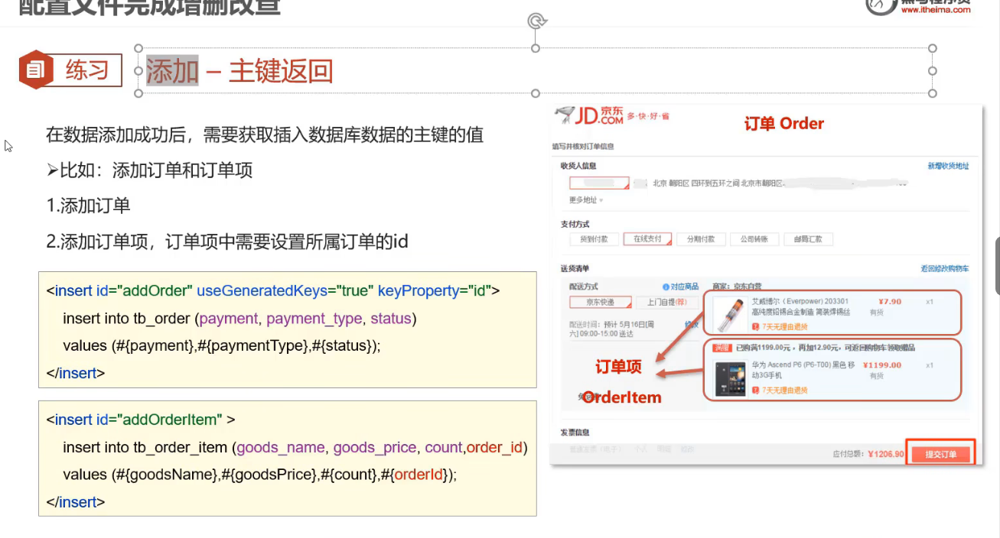 配置文件完成增删改查
www.itheima.com
练习
添加 – 主键返回
在数据添加成功后，需要获取插入数据库数据的主键的值
➢比如：添加订单和订单项
1.添加订单
2.添加订单项，订单项中需要设置所属订单的id
<insert id="addOrder" useGeneratedKeys="true" keyProperty="id">
insert into tb_order (payment, payment_type, status)
values (#{payment},#{paymentType},#{status});
</insert>
<insert id="addOrderItem" >
insert into tb_order_item (goods_name, goods_price, count,order_id)
values (#{goodsName},#{goodsPrice},#{count},#{orderId});
</insert>
JD.COM 京东 多·快·好·省
订单 Order
填写并核对订单信息
收货人信息 新增收货地址
北京 朝阳区 四环到五环之间 北京市朝阳区
更多地址
支付方式
货到付款 在线支付 分期付款 公司转账 邮局汇款
送货清单 返回修改购物车
配送方式 对应商品 商家：京东自营
京东快递 上门自提(荐)
配送时间：预计 5月16日[周六] 09:00-15:00 送达
艾威博尔（Everpower) 203301 ¥7.90 x1
高纯度铅锡合金制造 筒装焊锡丝 有货
7天无理由退货
已购满1199.00元，再加12.90元，可返回购物车领取赠品
华为 Ascend P6 (P6-T00) 黑色 移动3G手机 ¥1199.00 x1
有货
7天无理由退货
订单项
OrderItem
发票信息
应付总额：¥1206.90 提交订单